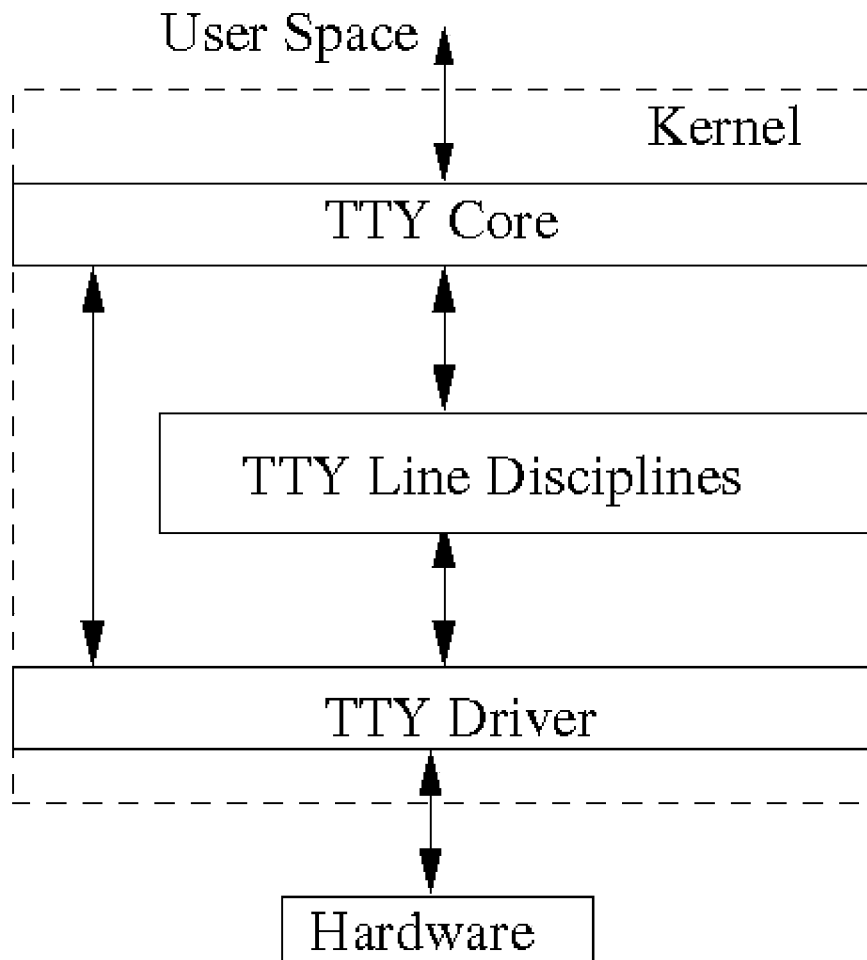 User Space
Kernel
TTY Core
TTY Line Disciplines
TTY Driver
Hardware